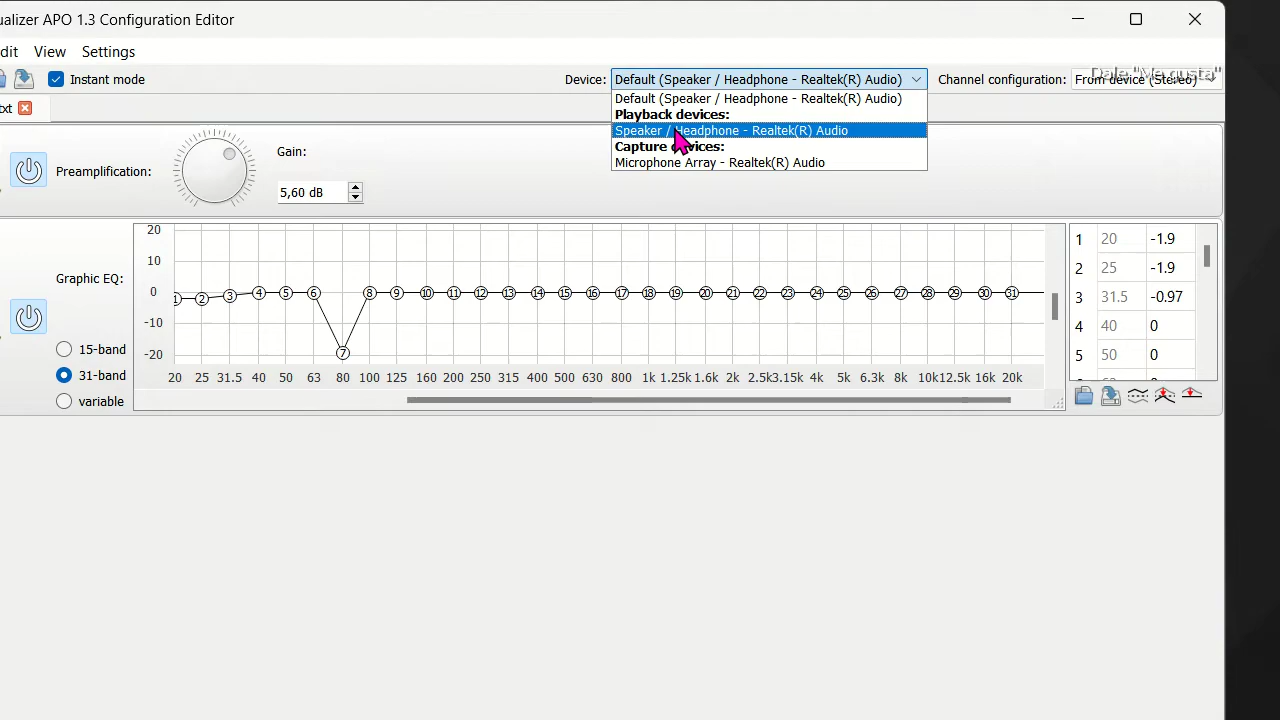 ualizer APO 1.3 Configuration Editor
dit View Settings
Instant mode
Device: Default (Speaker / Headphone - Realtek(R) Audio)
Channel configuration: From device (Stereo)
Dale "Me gusta"
txt
Default (Speaker / Headphone - Realtek(R) Audio)
Playback devices:
Speaker / Headphone - Realtek(R) Audio
Capture devices:
Microphone Array - Realtek(R) Audio
Preamplification:
Gain:
5,60 dB
Graphic EQ:
15-band
31-band
variable
20
10
0
-10
-20
1 2 3 4 5 6 7 8 9 10 11 12 13 14 15 16 17 18 19 20 21 22 23 24 25 26 27 28 29 30 31
20 25 31.5 40 50 63 80 100 125 160 200 250 315 400 500 630 800 1k 1.25k 1.6k 2k 2.5k 3.15k 4k 5k 6.3k 8k 10k 12.5k 16k 20k
1 20 -1.9
2 25 -1.9
3 31.5 -0.97
4 40 0
5 50 0